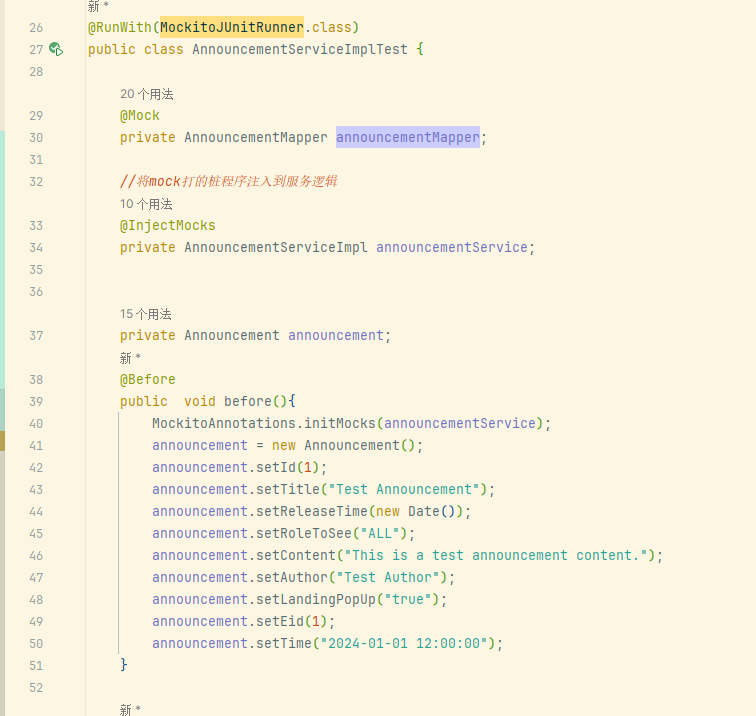 新 *
26 @RunWith(MockitoJUnitRunner.class)
27 public class AnnouncementServiceImplTest {
28
20 个用法
29 @Mock
30 private AnnouncementMapper announcementMapper;
31
32 //将mock打的桩程序注入到服务逻辑
10 个用法
33 @InjectMocks
34 private AnnouncementServiceImpl announcementService;
35
36
15 个用法
37 private Announcement announcement;
新 *
38 @Before
39 public  void before(){
40 MockitoAnnotations.initMocks(announcementService);
41 announcement = new Announcement();
42 announcement.setId(1);
43 announcement.setTitle("Test Announcement");
44 announcement.setReleaseTime(new Date());
45 announcement.setRoleToSee("ALL");
46 announcement.setContent("This is a test announcement content.");
47 announcement.setAuthor("Test Author");
48 announcement.setLandingPopUp("true");
49 announcement.setEid(1);
50 announcement.setTime("2024-01-01 12:00:00");
51 }
52
新 *